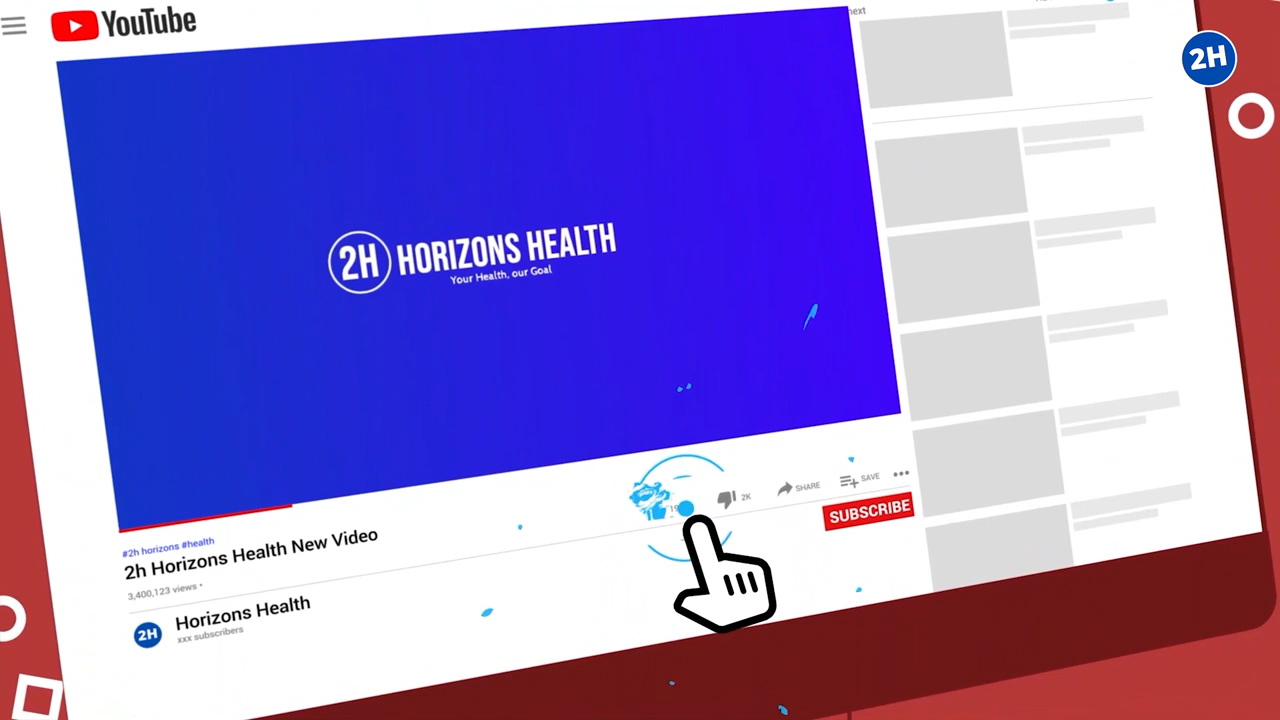 YouTube
next
2H
2H HORIZONS HEALTH
Your Health, our Goal
2K
SHARE
SAVE
SUBSCRIBE
#2h horizons #health
2h Horizons Health New Video
3,400,123 views •
2H
Horizons Health
xxx subscribers